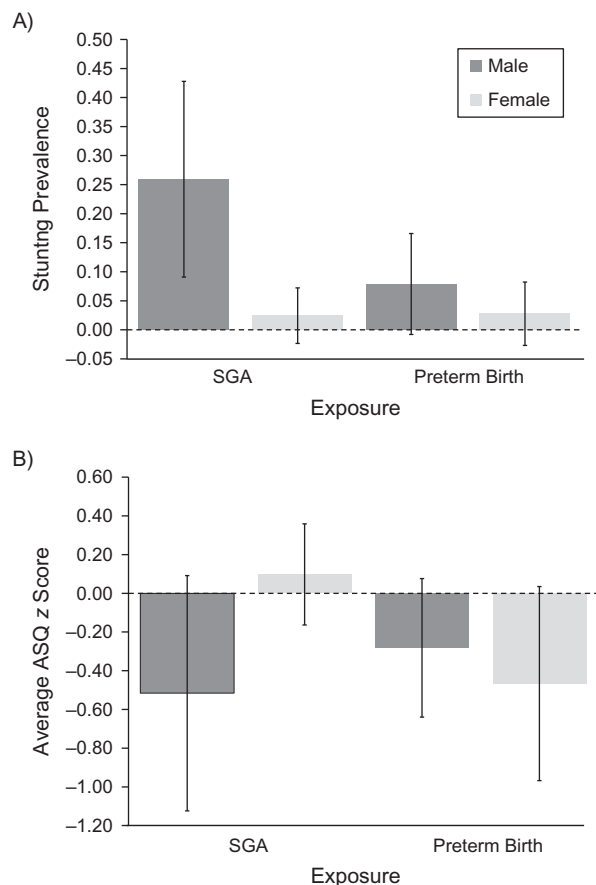 A)
0.50
0.45
0.40
0.35
0.30
0.25
0.20
0.15
0.10
0.05
0.00
–0.05
Stuntng Prevalence
Male
Female
SGA
Preterm Birth
Exposure
B)
0.60
0.40
0.20
0.00
–0.20
–0.40
–0.60
–0.80
–1.00
–1.20
Average ASQ z Score
SGA
Preterm Birth
Exposure